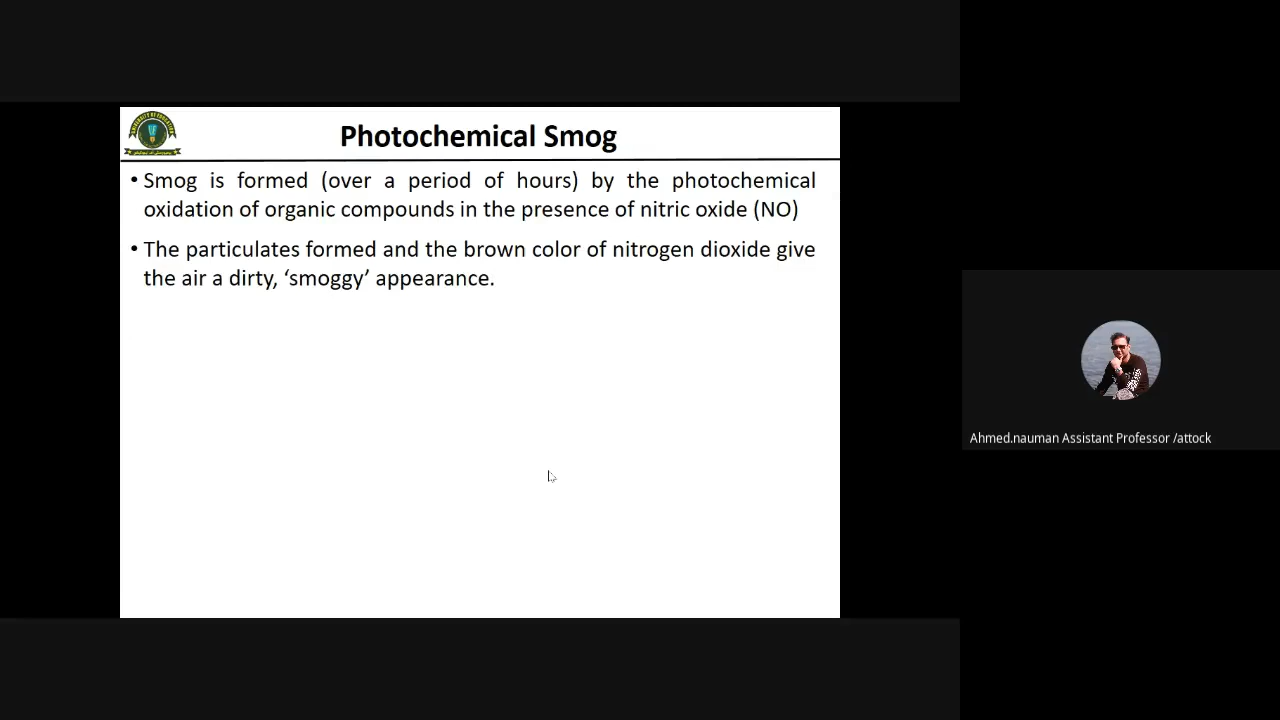 Photochemical Smog
• Smog is formed (over a period of hours) by the photochemical
oxidation of organic compounds in the presence of nitric oxide (NO)
• The particulates formed and the brown color of nitrogen dioxide give
the air a dirty, ‘smoggy’ appearance.
Ahmed.nauman Assistant Professor /attock